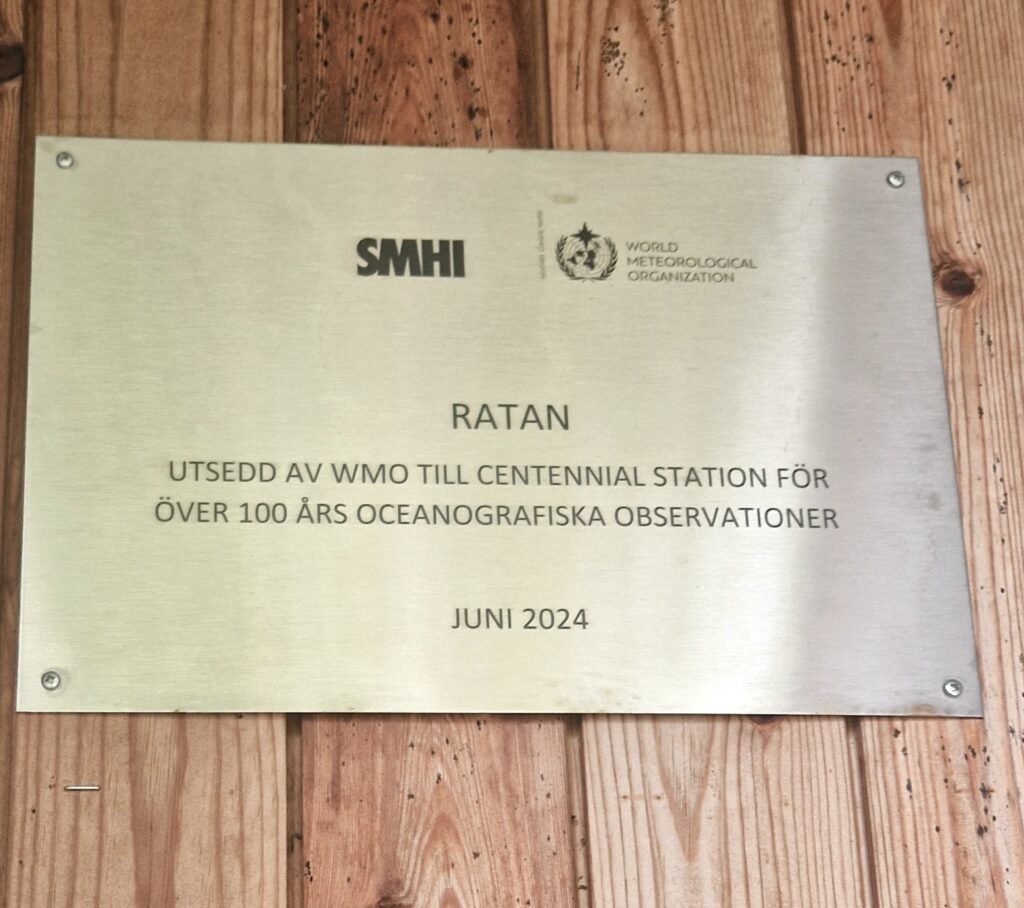 SMHI
WORLD
METEOROLOGICAL
ORGANIZATION
RATAN
UTSEDD AV WMO TILL CENTENNIAL STATION FÖR
ÖVER 100 ÅRS OCEANOGRAFISKA OBSERVATIONER
JUNI 2024